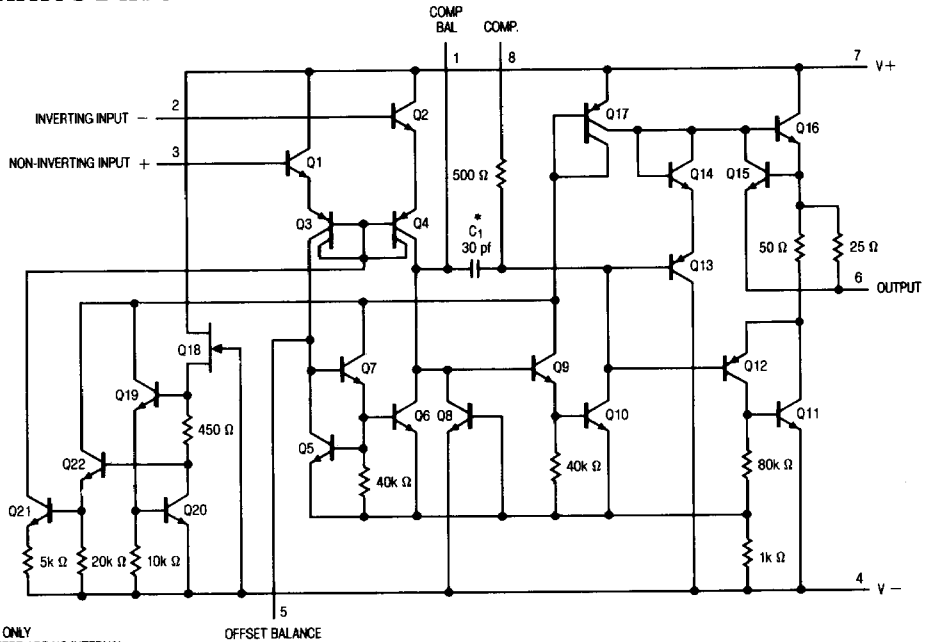 COMP
BAL
COMP.
1
8
7
V+
INVERTING INPUT −
2
Q2
Q17
Q16
NON-INVERTING INPUT +
3
Q1
500 Ω
Q14
Q15
Q3
Q4
*
C1
30 pf
50 Ω
25 Ω
Q13
6
OUTPUT
Q18
Q7
Q9
Q12
Q19
Q6
Q8
Q10
Q11
450 Ω
Q5
Q22
40k Ω
40k Ω
80k Ω
Q21
Q20
5k Ω
20k Ω
10k Ω
1k Ω
4
V −
5
ONLY
OFFSET BALANCE